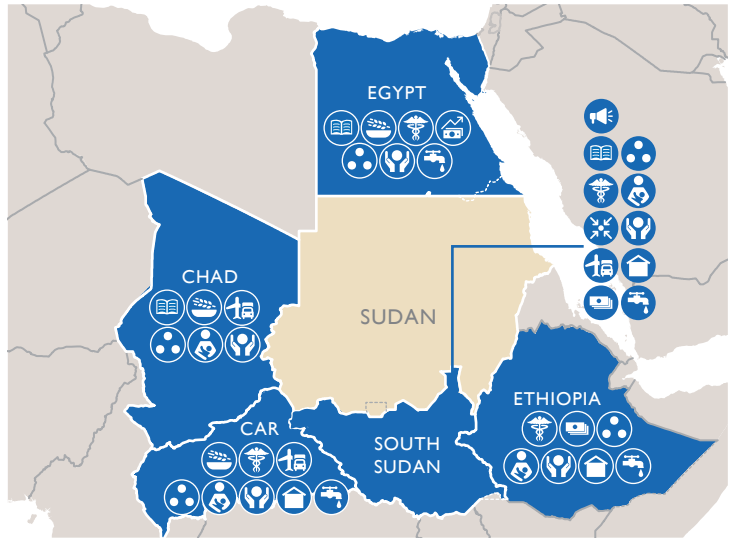 EGYPT
CHAD
SUDAN
ETHIOPIA
CAR
SOUTH
SUDAN